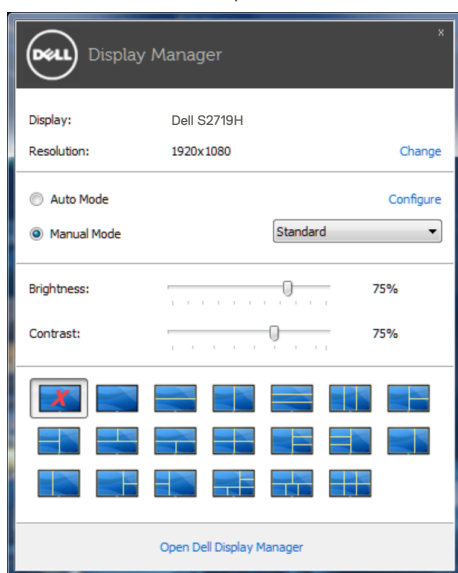 x
DELL Display Manager
Display: Dell S2719H
Resolution: 1920x1080 Change
Auto Mode Configure
Manual Mode Standard
Brightness: 75%
Contrast: 75%
Open Dell Display Manager